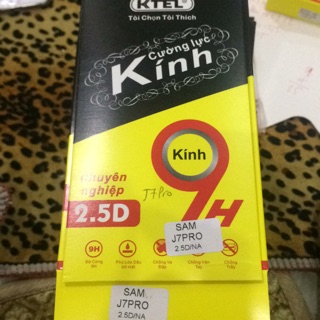 KTEL
Tôi Chọn Tôi Thích
Cường lực
Kính
Kính
9H
Chuyên
nghiệp
J7Pro
2.5D
SAM
J7PRO
2.5D/NA
9H
SAM
J7PRO
2.5D/NA